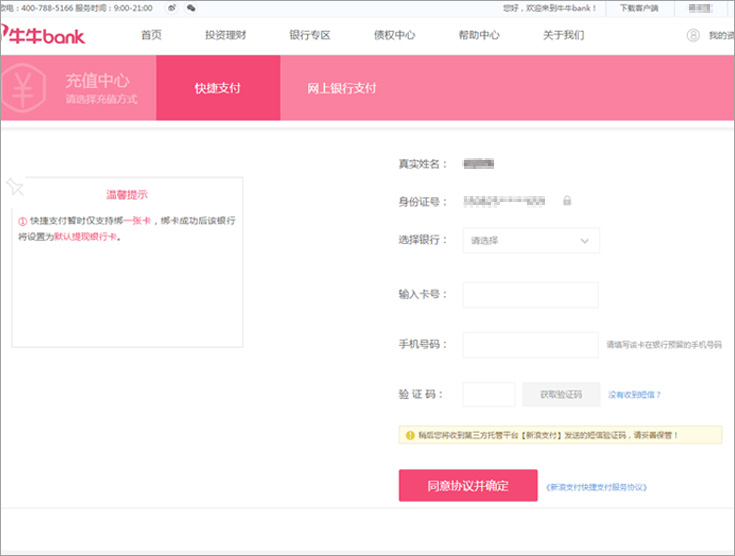 电：400-788-5166 服务时间：9:00-21:00
您好，欢迎来到牛牛bank！
下载客户端
牛牛bank
首页
投资理财
银行专区
债权中心
帮助中心
关于我们
我的资
充值中心
请选择充值方式
快捷支付
网上银行支付
温馨提示
① 快捷支付暂时仅支持绑一张卡，绑卡成功后该银行
将设置为默认提现银行卡。
真实姓名：
身份证号：
选择银行：
请选择
输入卡号：
手机号码：
请填写该卡在银行预留的手机号码
验 证 码：
获取验证码
没有收到短信？
稍后您将收到第三方托管平台【新浪支付】发送的短信验证码，请妥善保管！
同意协议并确定
《新浪支付快捷支付服务协议》